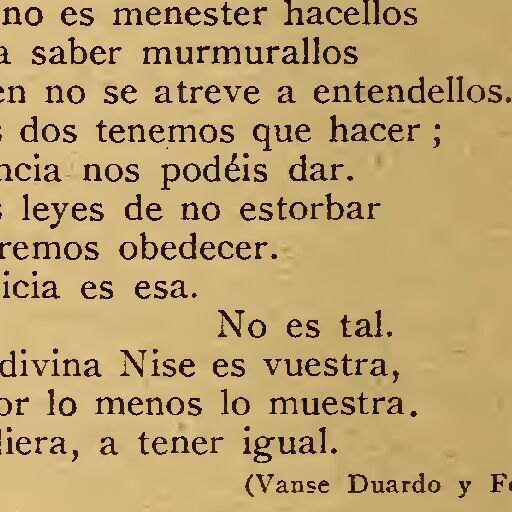 no es menester hacellos
a saber murmurallos
en no se atreve a entendellos.
s dos tenemos que hacer ;
ncia nos podéis dar.
s leyes de no estorbar
remos obedecer.
icia es esa.
No es tal.
divina Nise es vuestra,
or lo menos lo muestra.
liera, a tener igual.
(Vanse Duardo y Fe